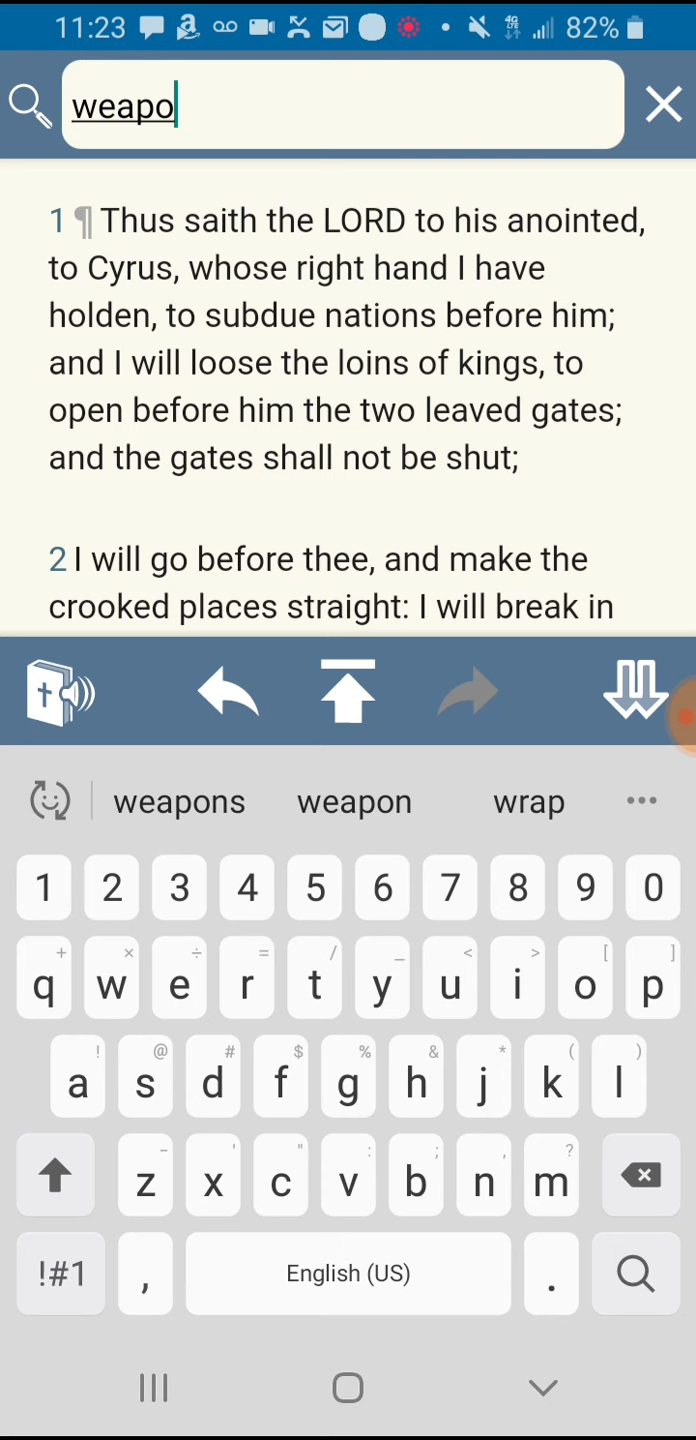 11:23 4G LTE 82%
weapo
1 ¶ Thus saith the LORD to his anointed,
to Cyrus, whose right hand I have
holden, to subdue nations before him;
and I will loose the loins of kings, to
open before him the two leaved gates;
and the gates shall not be shut;
2 I will go before thee, and make the
crooked places straight: I will break in
weapons weapon wrap •••
1 2 3 4 5 6 7 8 9 0
+ × ÷ = / _ < > [ ]
q w e r t y u i o p
! @ # $ % & * ( )
a s d f g h j k l
- ' " : ; , ?
z x c v b n m
!#1 , English (US) .